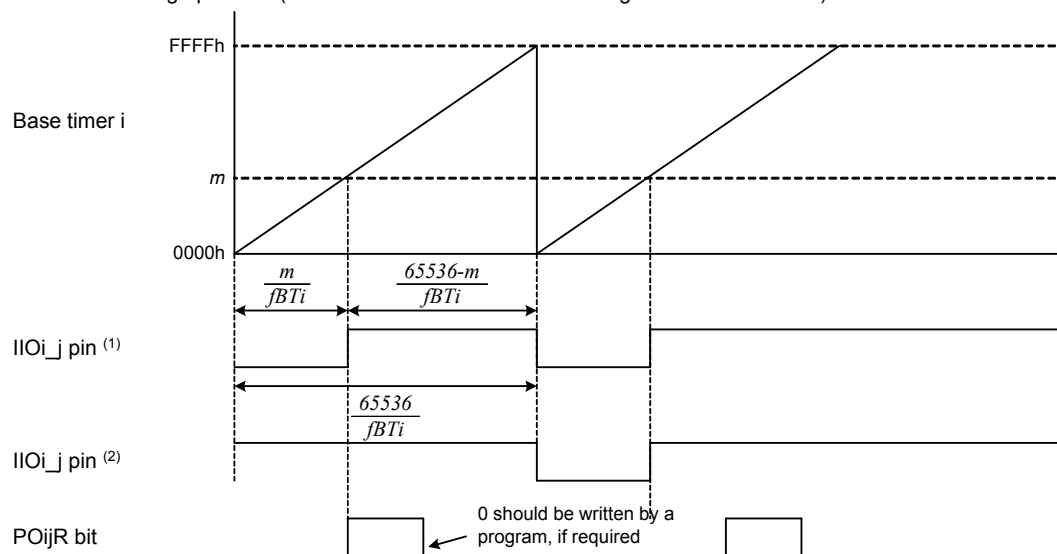 FFFFh
Base timer i
m
0000h
m
fBTi
65536-m
fBTi
IIOi_j pin (1)
65536
fBTi
IIOi_j pin (2)
0 should be written by a
POijR bit
program, if required